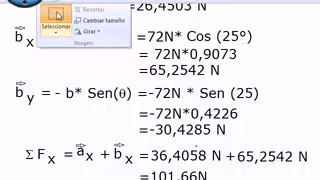 =26,4503 N
Recortar
Cambiar tamaño
Seleccionar
Girar
Imagen
b⃗x =72N* Cos (25°)
= 72N*0,9073
=65,2542 N
b⃗y = - b* Sen(θ) =-72N * Sen (25)
=-72N*0,4226
=-30,4285 N
ΣFx = a⃗x + b⃗x =36,4058 N +65,2542 N
=101,66N